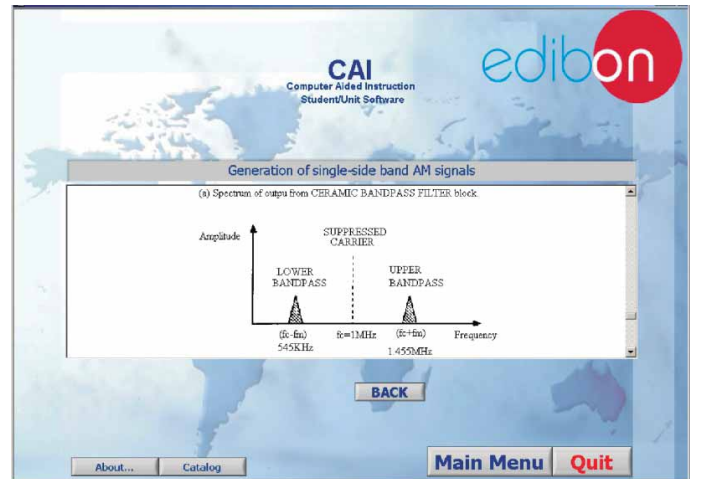 edibon
CAI
Computer Aided Instruction
Student/Unit Software
Generation of single-side band AM signals
(a) Spectrum of outpu from CERAMIC BANDPASS FILTER block.
Amplitude
SUPPRESSED
CARRIER
LOWER
BANDPASS
UPPER
BANDPASS
(fc-fm)
fc=1MHz
(fc+fm)
Frequency
545KHz
1.455MHz
BACK
About...
Catalog
Main Menu
Quit